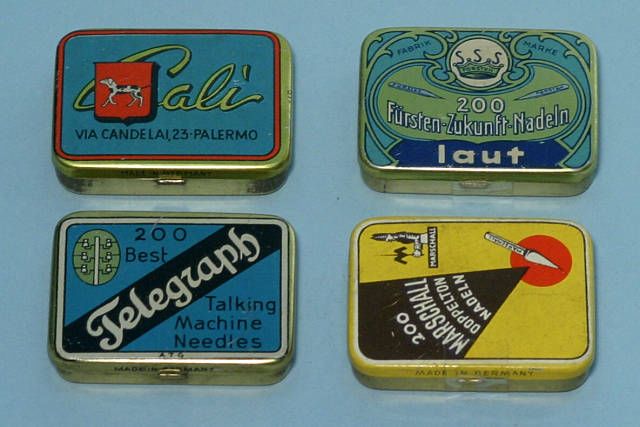 Cali
VIA CANDELAI, 23·PALERMO
MADE IN GERMANY
FABRIK MARKE
SSS
200
Fürsten-Zukunft-Nadeln
laut
200
Best
Telegraph
Talking
Machine
Needles
A.T.G
MADE IN GERMANY
MARSCHALL
MARSCHALL
200
MARSCHALL
DOPPELTON
NADELN
MADE IN GERMANY